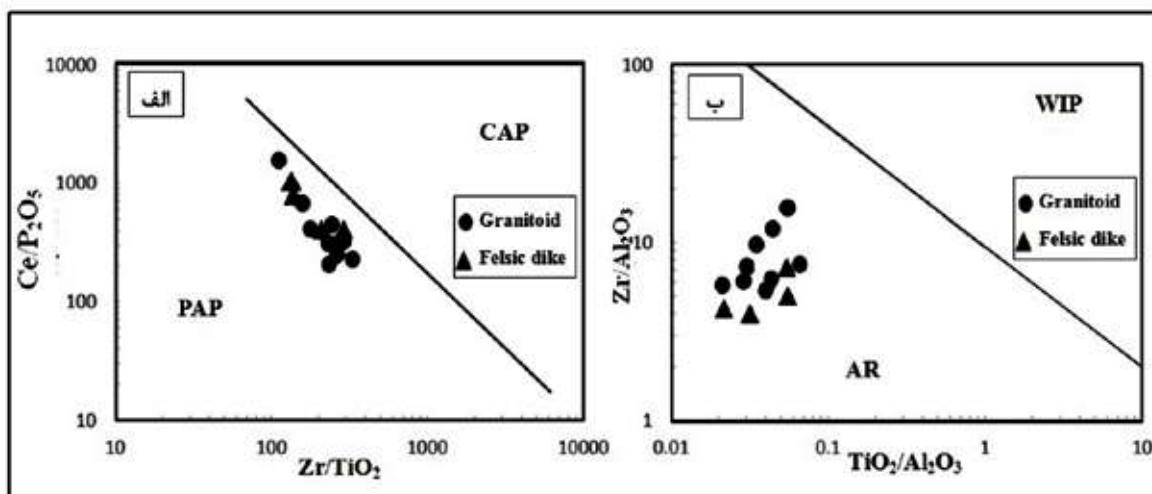 الف
CAP
PAP
Granitoid
Felsic dike
10000
1000
100
10
Ce/P₂O₅
10
100
1000
10000
Zr/TiO₂
ب
WIP
AR
Granitoid
Felsic dike
100
10
1
Zr/Al₂O₃
0.01
0.1
1
10
TiO₂/Al₂O₃